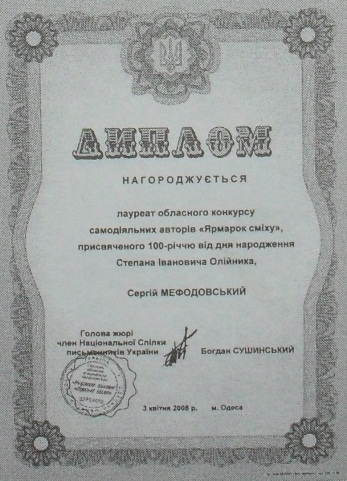 ДИПЛОМ
НАГОРОДЖУЄТЬСЯ
лауреат обласного конкурсу
самодіяльних авторів «Ярмарок сміху»,
присвяченого 100-річчю від дня народження
Степана Івановича Олійника,
Сергій МЕФОДОВСЬКИЙ
Голова журі
член Національної Спілки
письменників України Богдан СУШИНСЬКИЙ
3 квітня 2008 р. м. Одеса